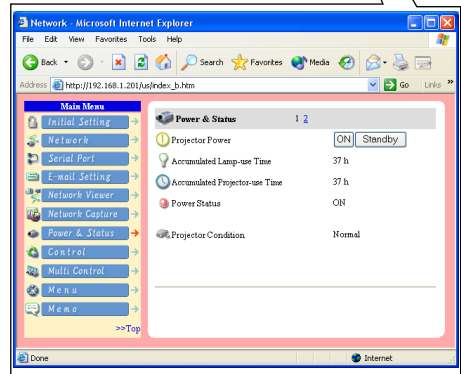 Network - Microsoft Internet Explorer
File Edit View Favorites Tools Help
Back Search Favorites Media
Address http://192.168.1.201/us/index_b.htm Go Links »
Main Menu
Initial Setting
Network
Serial Port
E-mail Setting
Network Viewer
Network Capture
Power & Status
Control
Multi Control
Menu
Memo
>>Top
Power & Status 1 2
Projector Power ON Standby
Accumulated Lamp-use Time 37 h
Accumulated Projector-use Time 37 h
Power Status ON
Projector Condition Normal
Done Internet